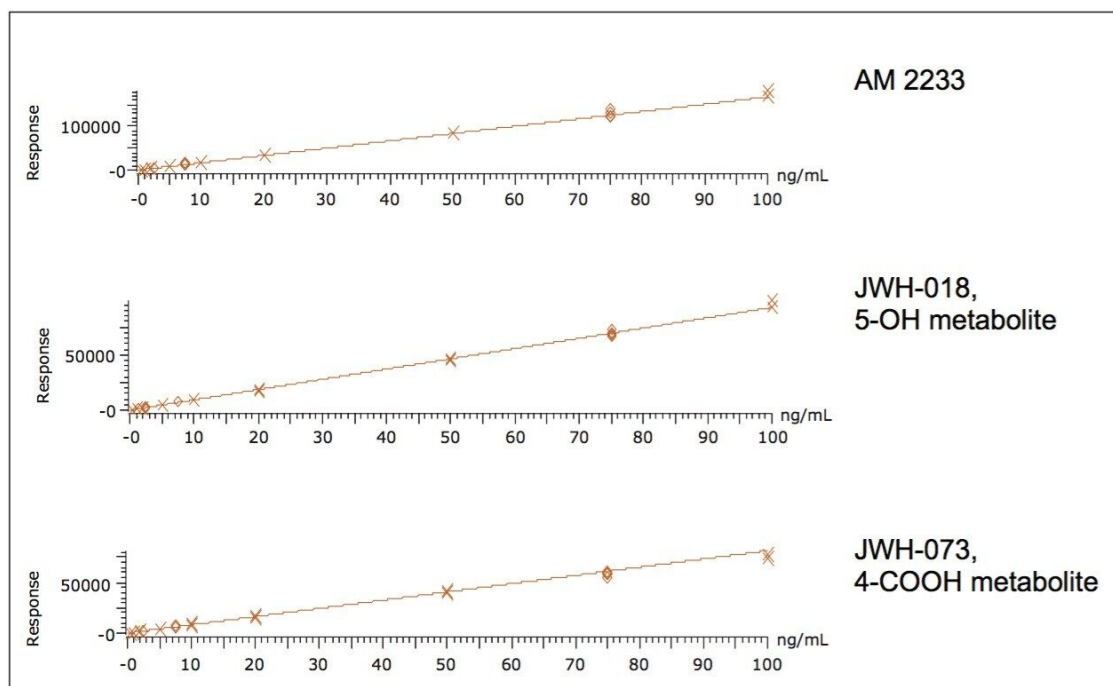 AM 2233
Response
100000
-0
ng/mL
-0 10 20 30 40 50 60 70 80 90 100
JWH-018,
5-OH metabolite
Response
50000
-0
ng/mL
-0 10 20 30 40 50 60 70 80 90 100
JWH-073,
4-COOH metabolite
Response
50000
-0
ng/mL
-0 10 20 30 40 50 60 70 80 90 100